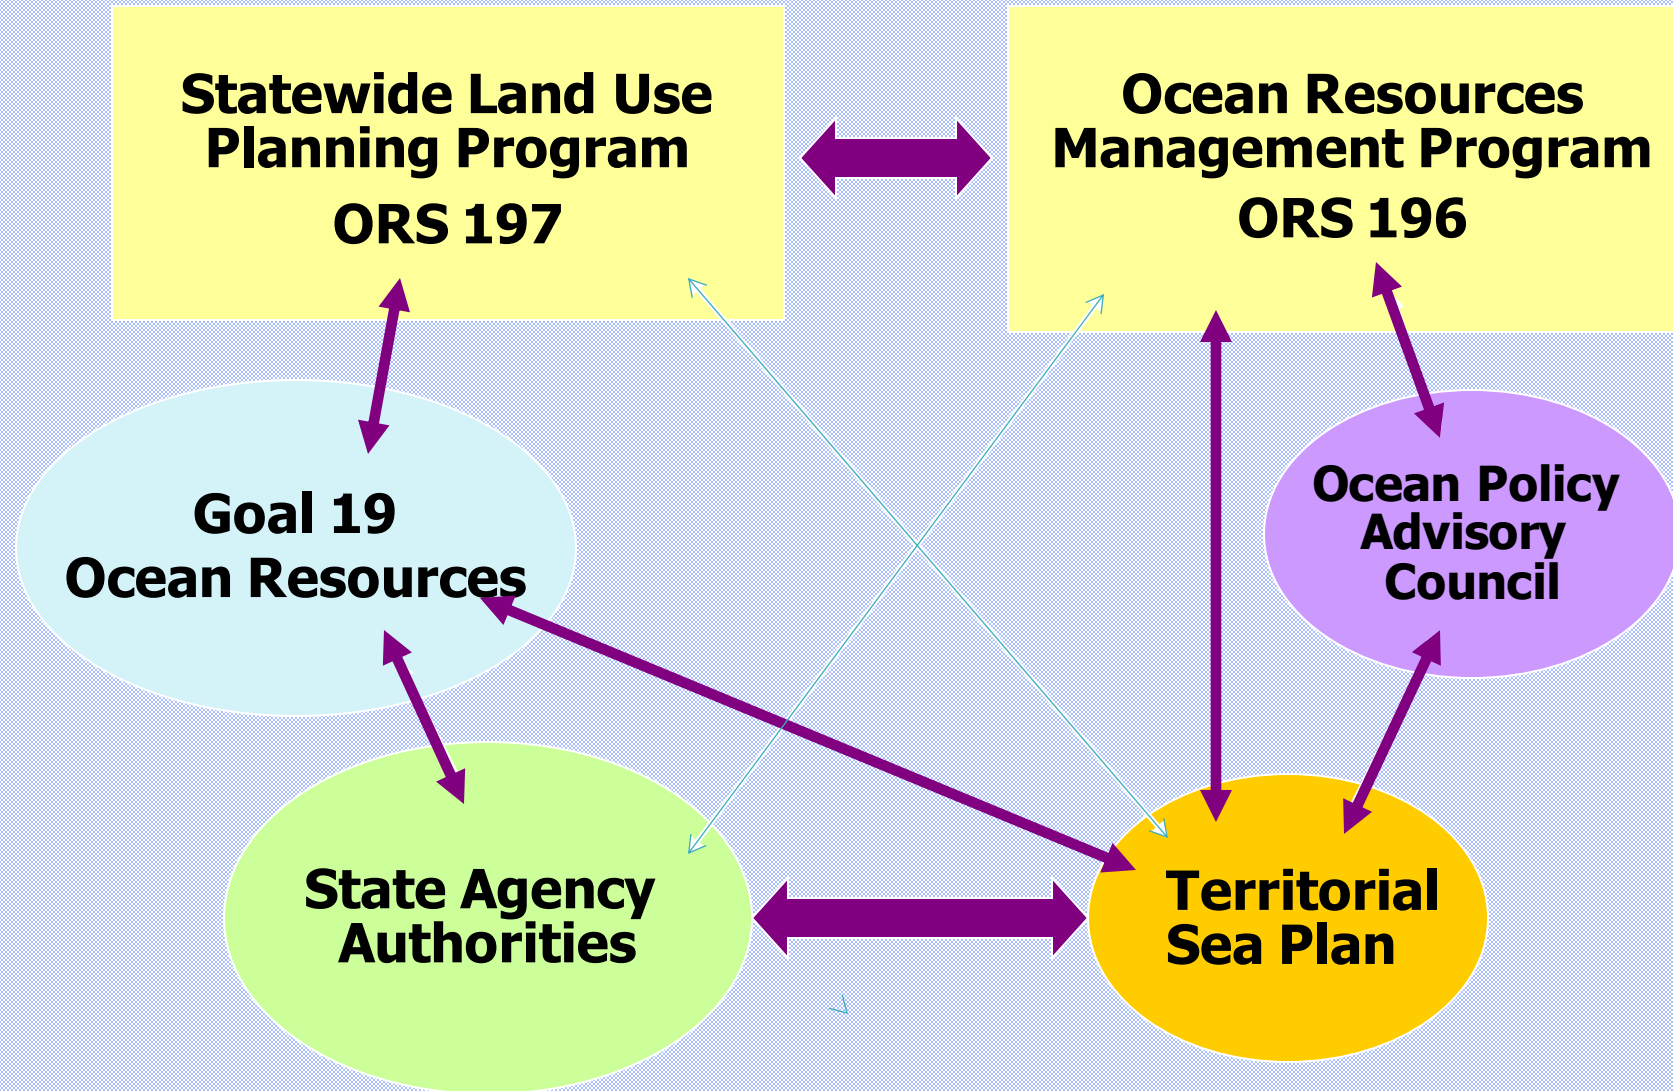 Statewide Land Use
Planning Program
ORS 197
Ocean Resources
Management Program
ORS 196
Goal 19
Ocean Resources
Ocean Policy
Advisory
Council
State Agency
Authorities
Territorial
Sea Plan